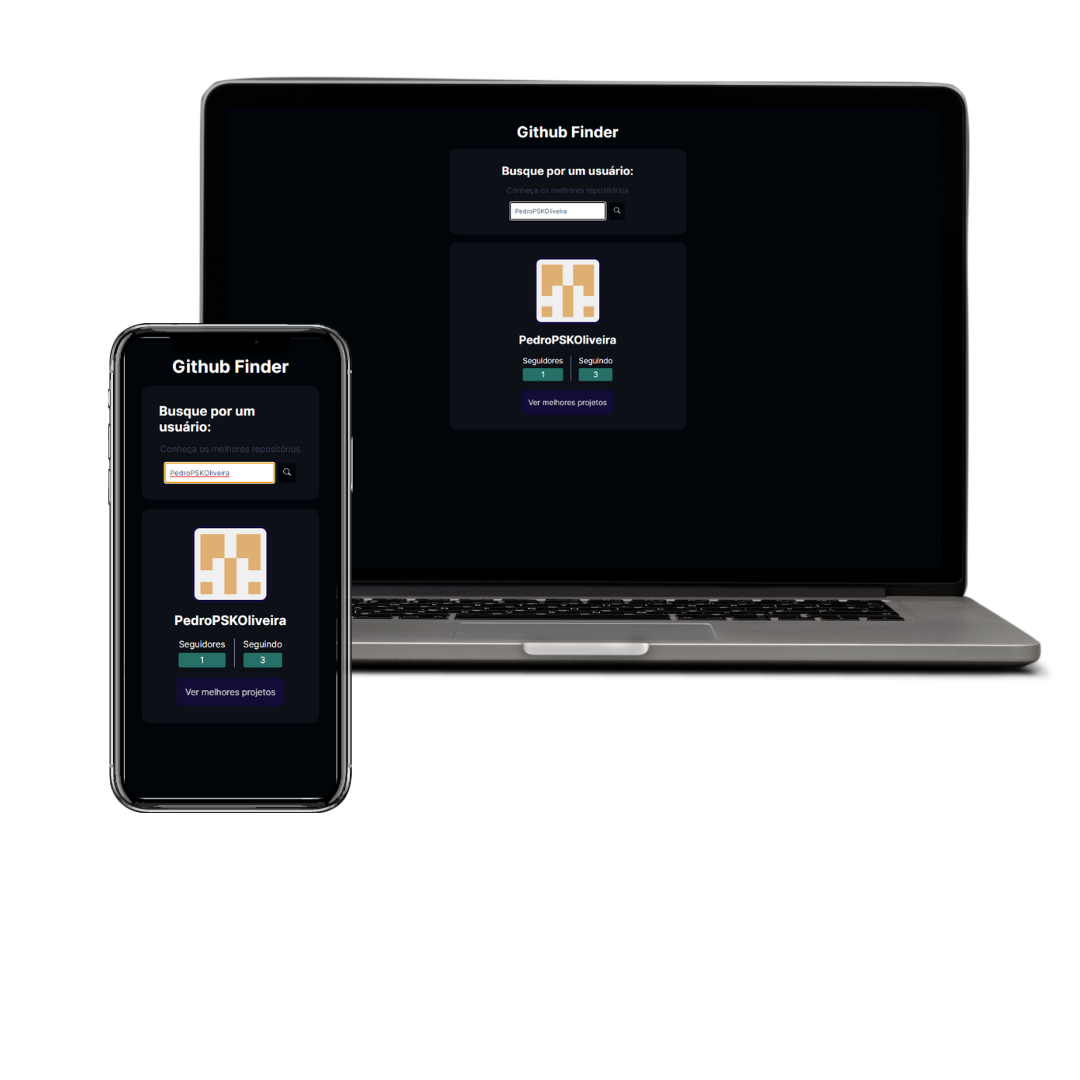 Github Finder
Busque por um usuário:
Conheça os melhores repositórios
PedroPSKOliveira
PedroPSKOliveira
Seguidores Seguindo
1 3
Ver melhores projetos
Github Finder
Busque por um
usuário:
Conheça os melhores repositórios
PedroPSKOliveira
PedroPSKOliveira
Seguidores Seguindo
1 3
Ver melhores projetos